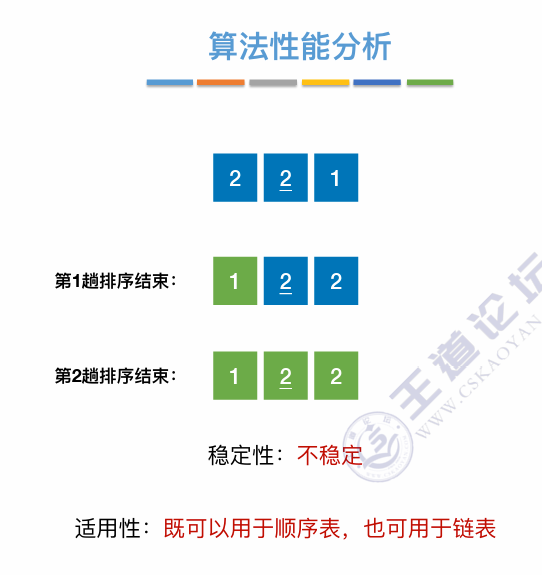 算法性能分析
2 2 1
第1趟排序结束： 1 2 2
第2趟排序结束： 1 2 2
稳定性：不稳定
适用性：既可以用于顺序表，也可用于链表
王道论坛
WWW.CSKAOYAN